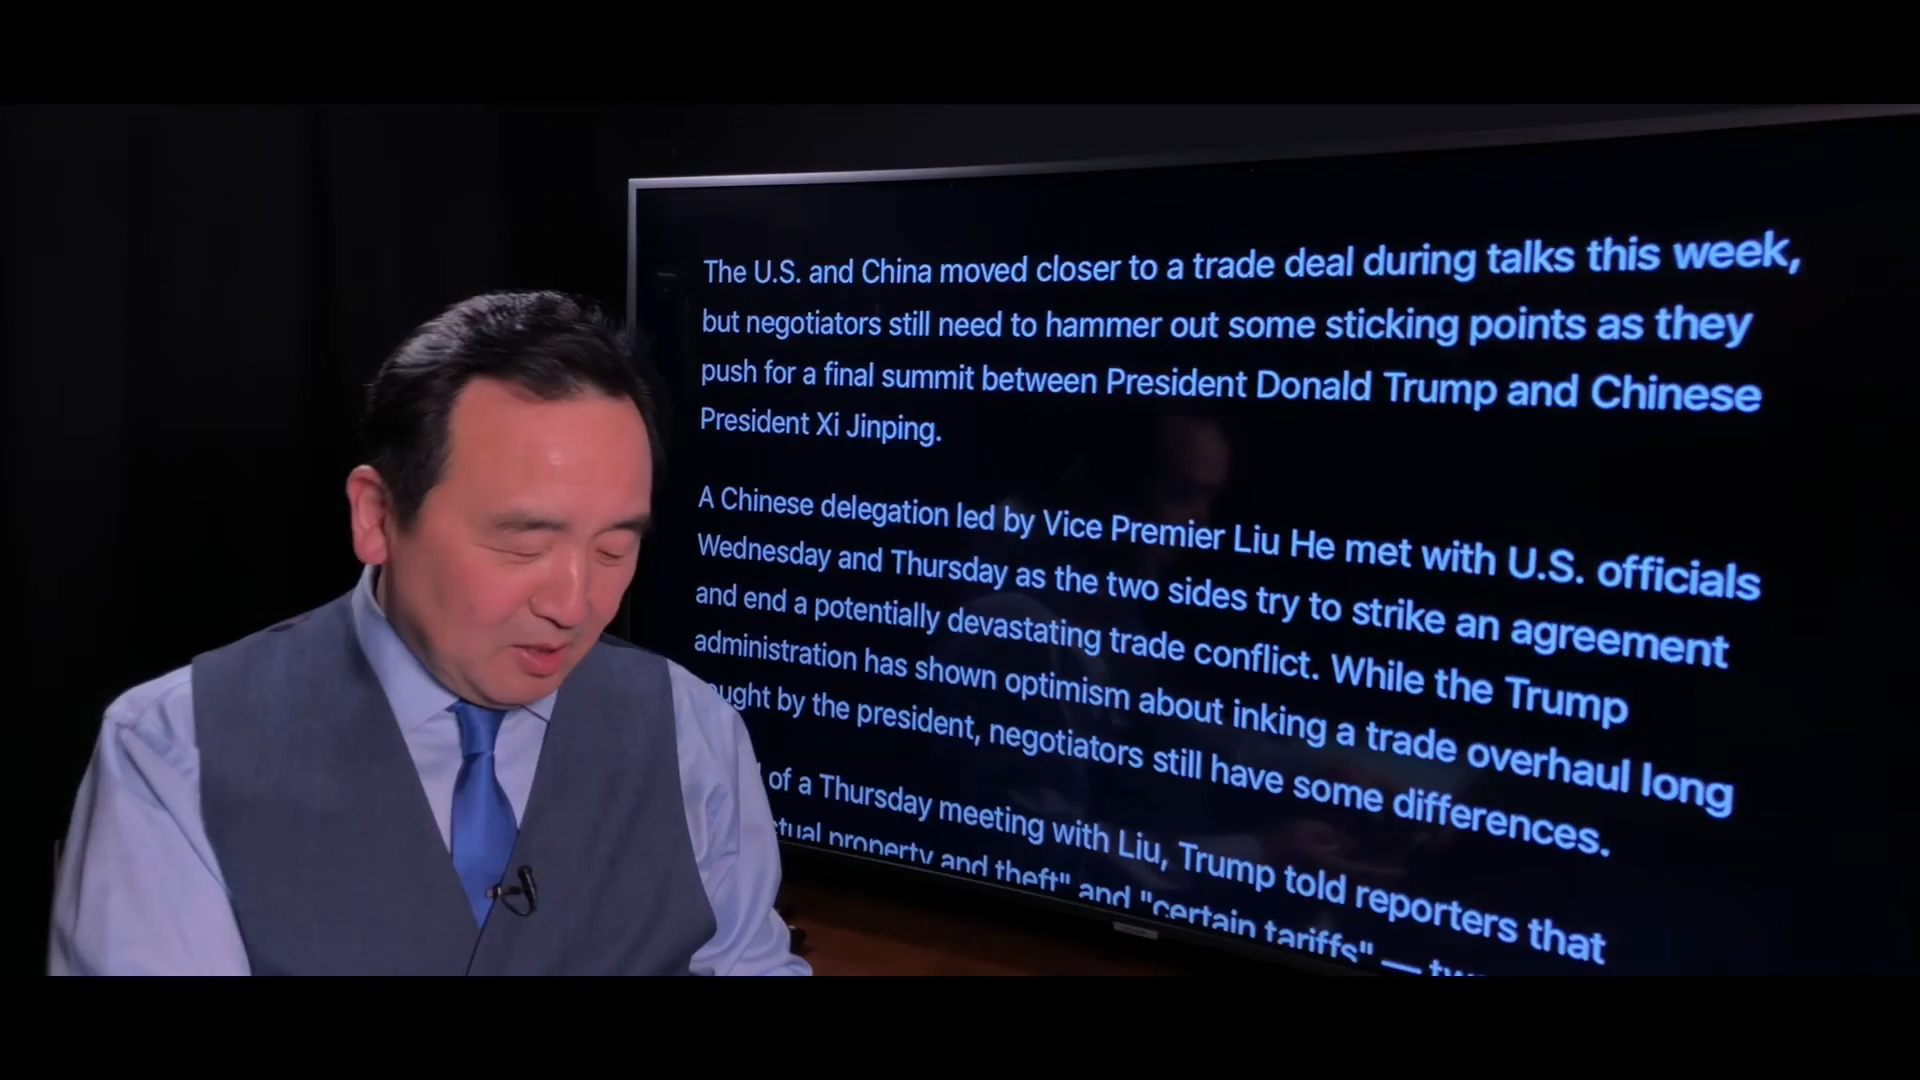 The U.S. and China moved closer to a trade deal during talks this week,
but negotiators still need to hammer out some sticking points as they
push for a final summit between President Donald Trump and Chinese
President Xi Jinping.
A Chinese delegation led by Vice Premier Liu He met with U.S. officials
Wednesday and Thursday as the two sides try to strike an agreement
and end a potentially devastating trade conflict. While the Trump
administration has shown optimism about inking a trade overhaul long
ught by the president, negotiators still have some differences.
of a Thursday meeting with Liu, Trump told reporters that
tual property and theft" and "certain tariffs" —